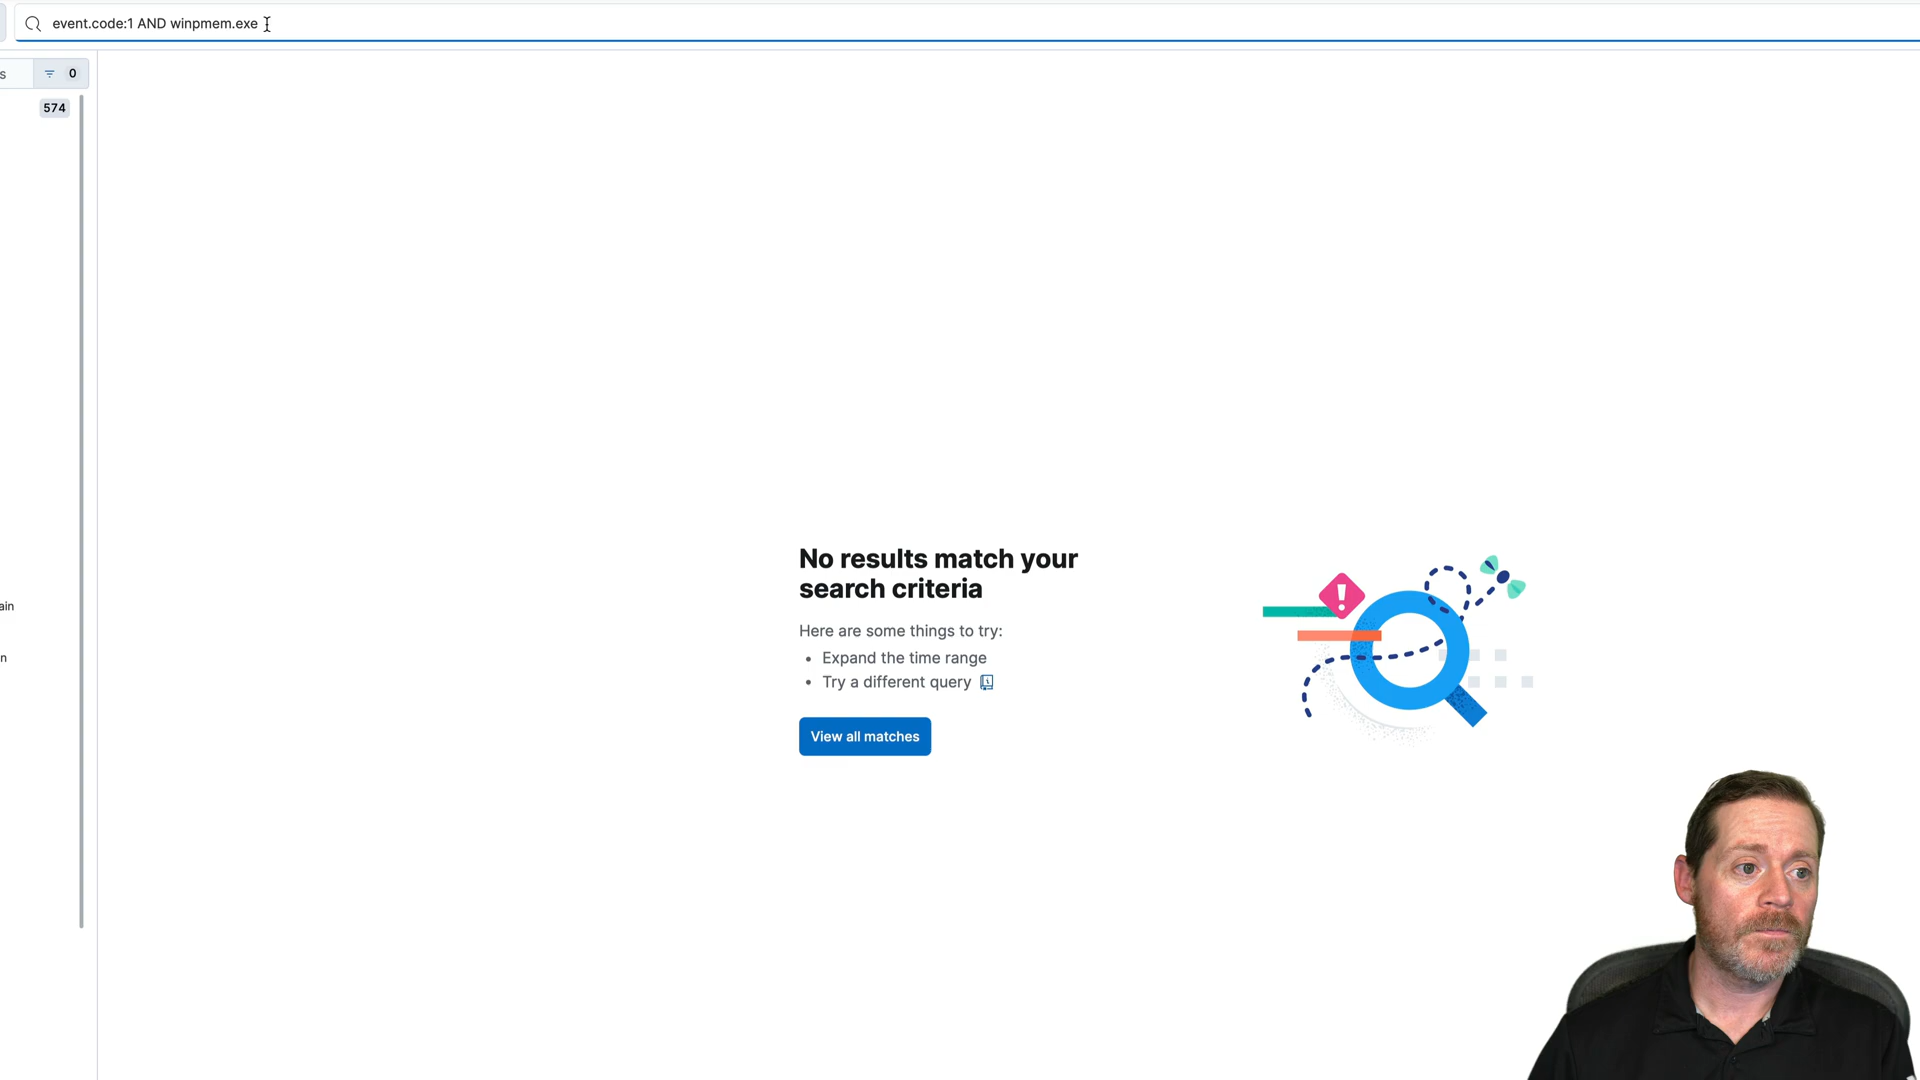 event.code:1 AND winpmem.exe
s
0
574
ain
n
No results match your
search criteria
Here are some things to try:
• Expand the time range
• Try a different query
View all matches